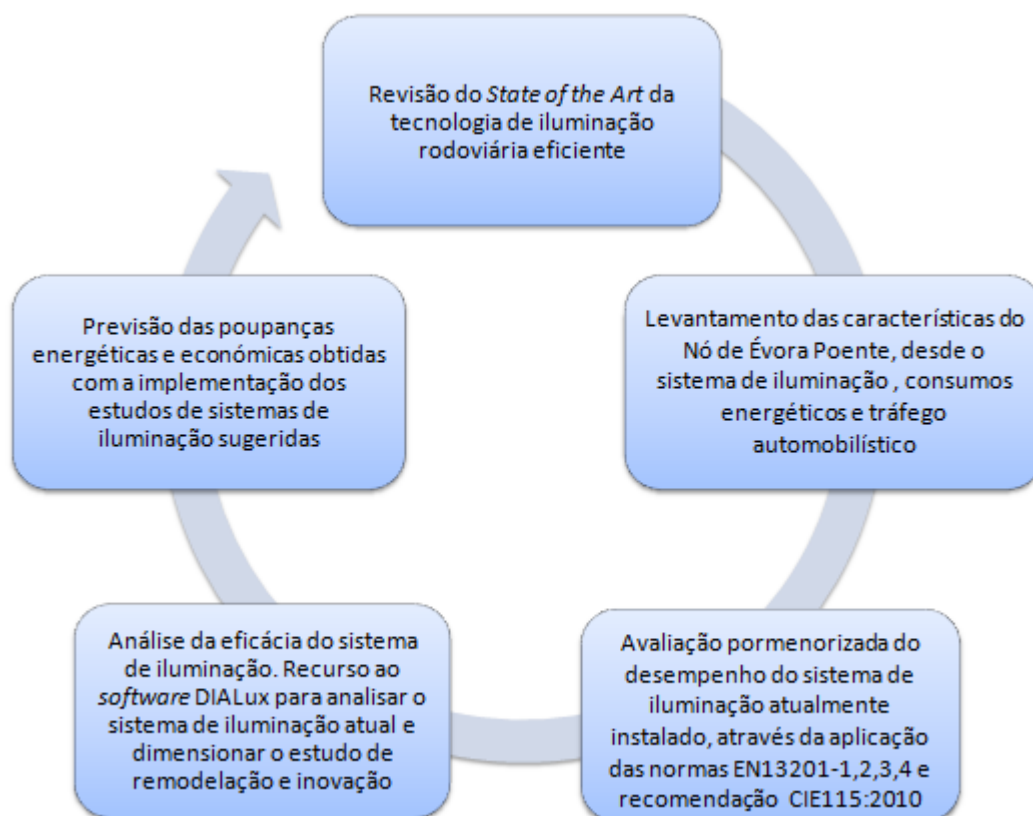 Revisão do State of the Art da
tecnologia de iluminação
rodoviária eficiente
Levantamento das características do
Nó de Évora Poente, desde o
sistema de iluminação , consumos
energéticos e tráfego
automobilístico
Avaliação pormenorizada do
desempenho do sistema de
iluminação atualmente
instalado, através da aplicação
das normas EN13201-1,2,3,4 e
recomendação CIE115:2010
Análise da eficácia do sistema
de iluminação. Recurso ao
software DIALux para analisar o
sistema de iluminação atual e
dimensionar o estudo de
remodelação e inovação
Previsão das poupanças
energéticas e económicas obtidas
com a implementação dos
estudos de sistemas de
iluminação sugeridas